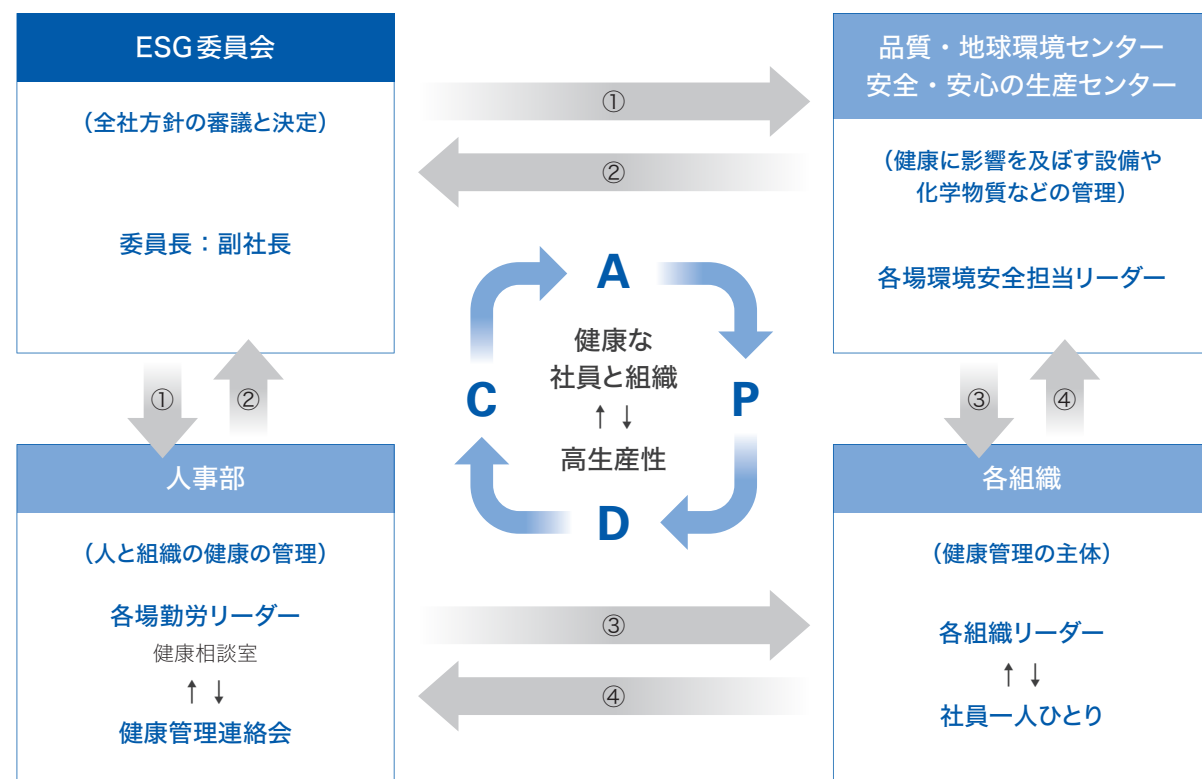 ESG委員会
（全社方針の審議と決定）
委員長：副社長
①
②
品質・地球環境センター
安全・安心の生産センター
（健康に影響を及ぼす設備や
化学物質などの管理）
各場環境安全担当リーダー
①
②
A
P
D
C
健康な
社員と組織
↑ ↓
高生産性
③
④
人事部
（人と組織の健康の管理）
各場勤労リーダー
健康相談室
↑ ↓
健康管理連絡会
③
④
各組織
（健康管理の主体）
各組織リーダー
↑ ↓
社員一人ひとり